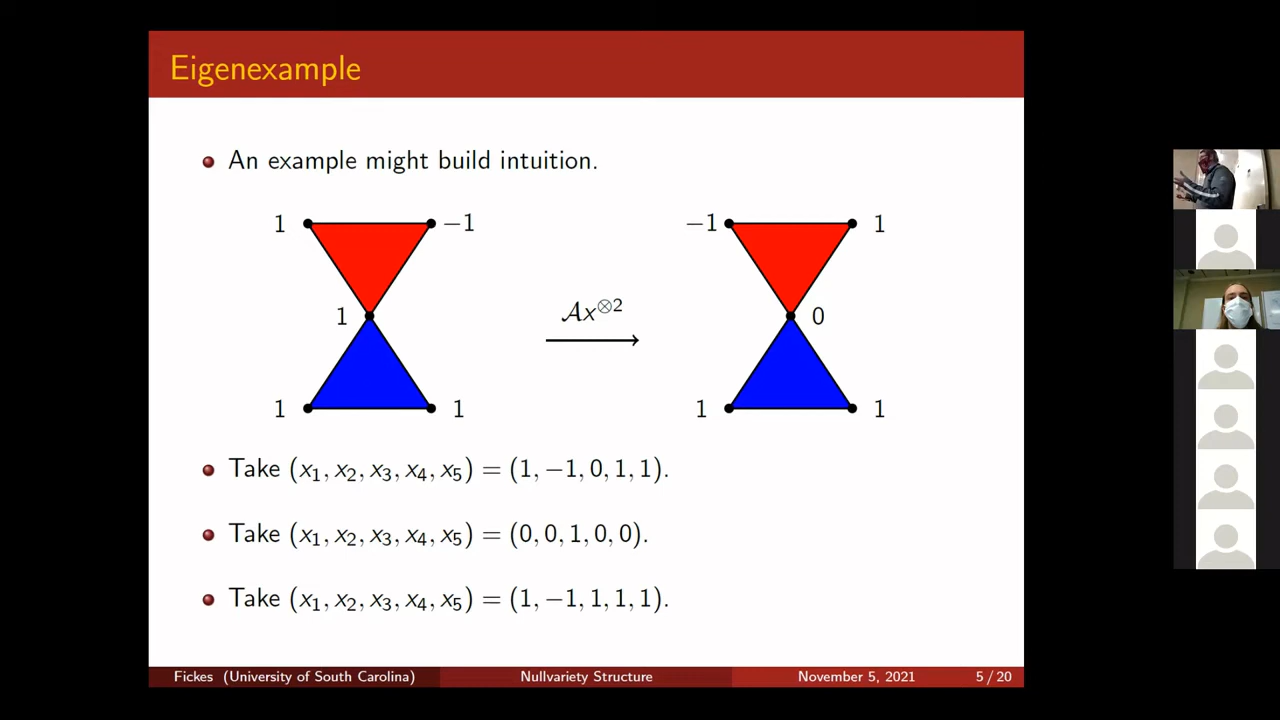 Eigenexample
An example might build intuition.
1 −1 −1 1
1 𝒜x⊗2 0
1 1 1 1
Take (x₁, x₂, x₃, x₄, x₅) = (1, −1, 0, 1, 1).
Take (x₁, x₂, x₃, x₄, x₅) = (0, 0, 1, 0, 0).
Take (x₁, x₂, x₃, x₄, x₅) = (1, −1, 1, 1, 1).
Fickes (University of South Carolina) Nullvariety Structure November 5, 2021 5 / 20